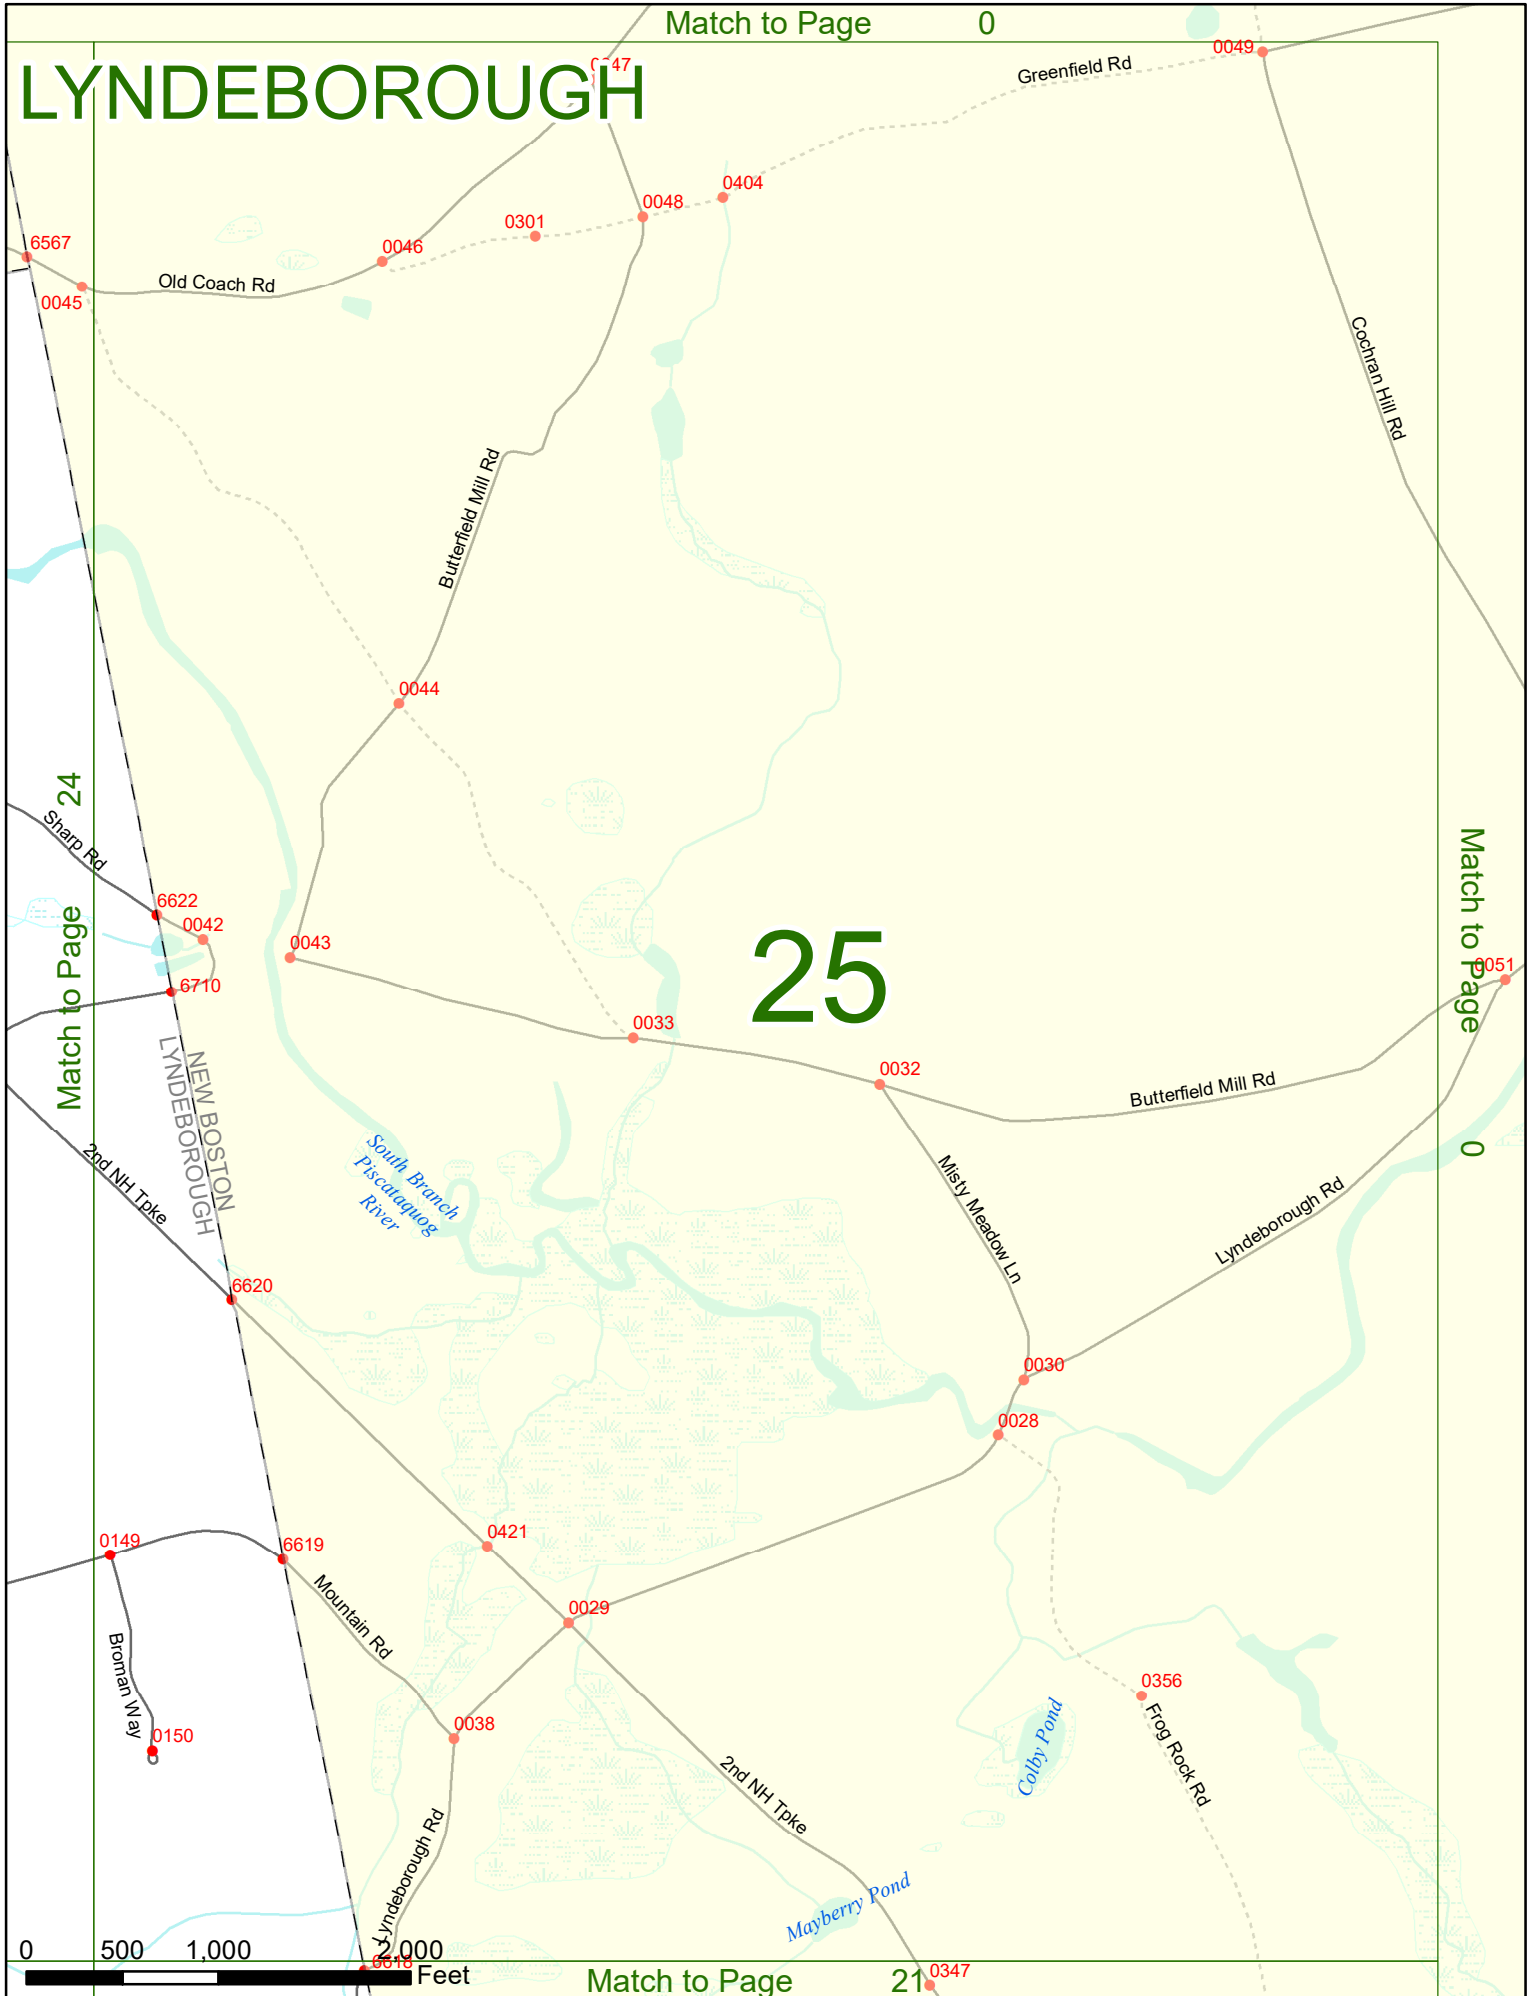 Match to Page 0
LYNDEBOROUGH
0047
0049
Greenfield Rd
0404
0048
0301
0046
6567
Old Coach Rd
0045
Cochran Hill Rd
Butterfield Mill Rd
0044
Match to Page 24
Sharp Rd
6622
0042
0043
25
Match to Page 0
0051
6710
0033
0032
NEW BOSTON
LYNDEBOROUGH
Butterfield Mill Rd
2nd NH Tpke
South Branch
Piscataquog
River
Misty Meadow Ln
Lyndeborough Rd
6620
0030
0028
0421
0149
6619
Mountain Rd
0029
Broman Way
0150
0038
0356
Frog Rock Rd
Colby Pond
2nd NH Tpke
Lyndeborough Rd
Mayberry Pond
0 500 1,000 2,000
Feet
6618
Match to Page 21
0347